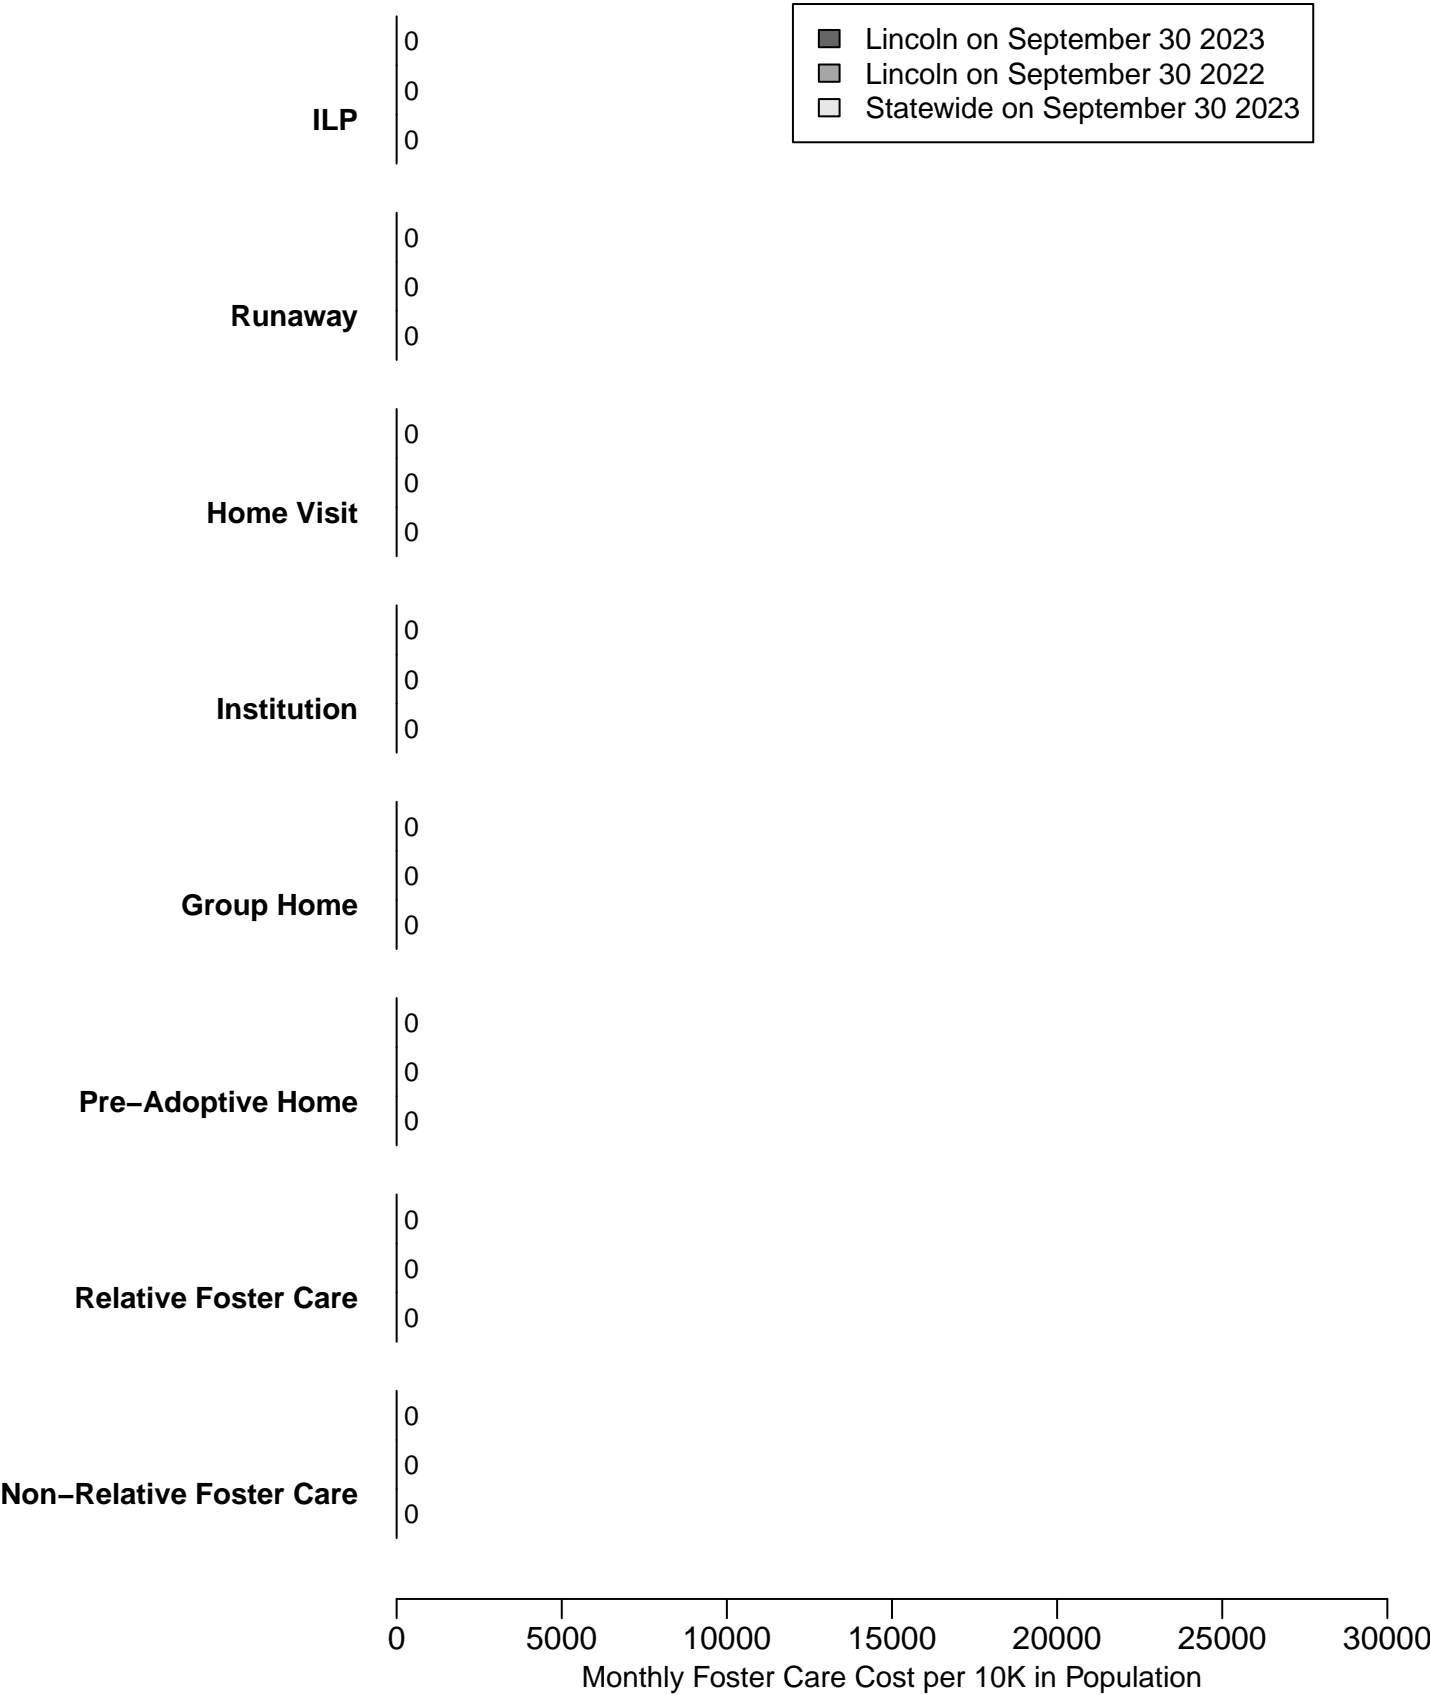 Lincoln on September 30 2023
Lincoln on September 30 2022
Statewide on September 30 2023
0
0
ILP
0
0
0
Runaway
0
0
0
Home Visit
0
0
0
Institution
0
0
0
Group Home
0
0
0
Pre−Adoptive Home
0
0
0
Relative Foster Care
0
0
0
Non−Relative Foster Care
0
0 5000 10000 15000 20000 25000 30000
Monthly Foster Care Cost per 10K in Population